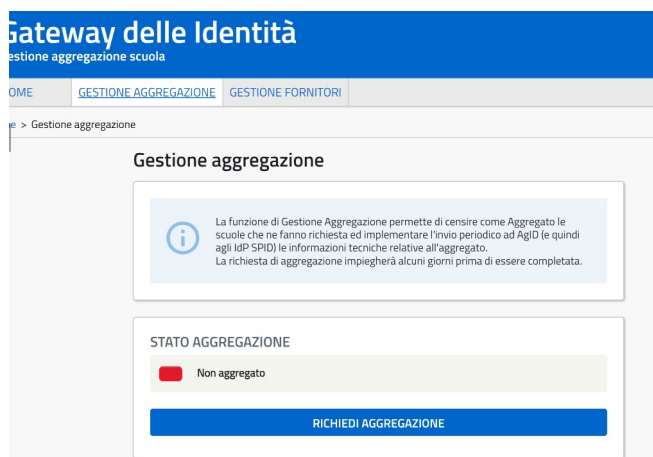 Gateway delle Identità
estione aggregazione scuola
OME GESTIONE AGGREGAZIONE GESTIONE FORNITORI
e > Gestione aggregazione
Gestione aggregazione
La funzione di Gestione Aggregazione permette di censire come Aggregato le
scuole che ne fanno richiesta ed implementare l'invio periodico ad AgID (e quindi
agli IdP SPID) le informazioni tecniche relative all'aggregato.
La richiesta di aggregazione impiegherà alcuni giorni prima di essere completata.
STATO AGGREGAZIONE
Non aggregato
RICHIEDI AGGREGAZIONE